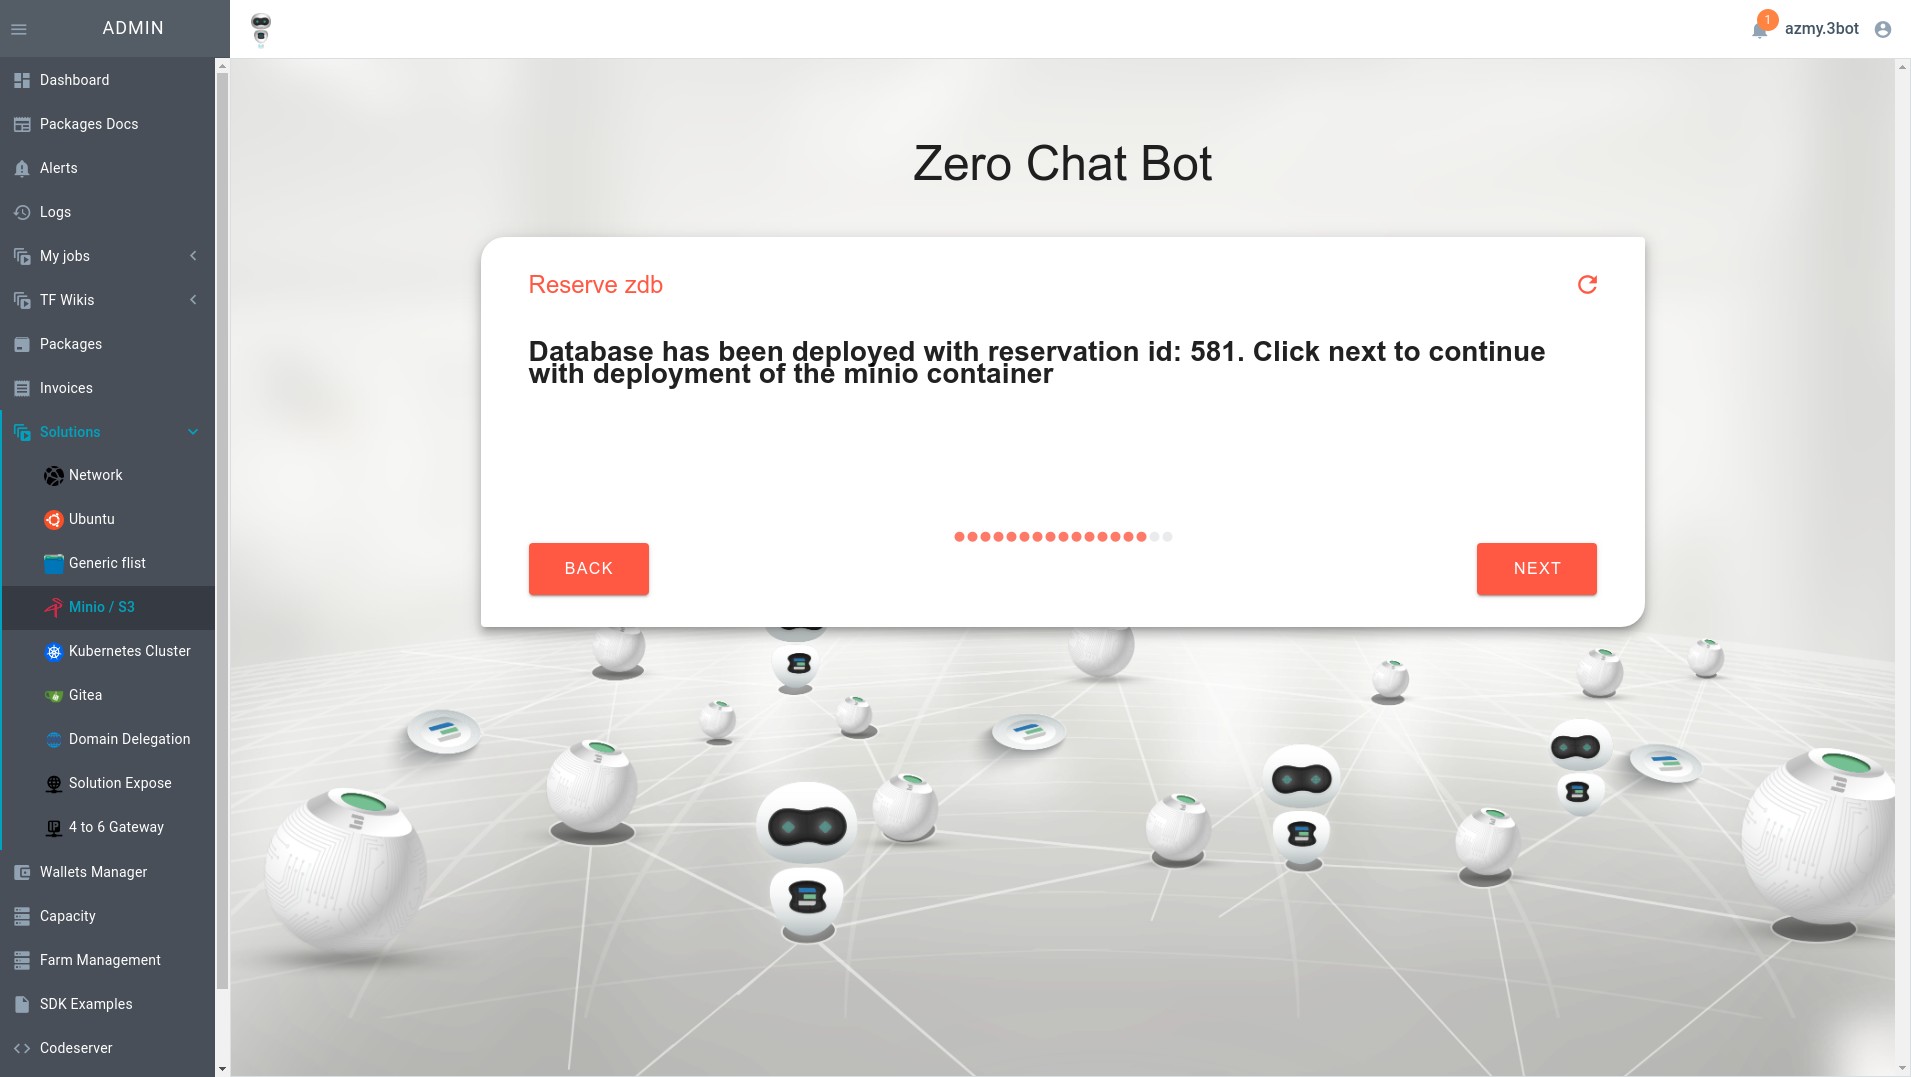 ADMIN
1
azmy.3bot
Dashboard
Packages Docs
Alerts
Logs
My jobs
TF Wikis
Packages
Invoices
Solutions
Network
Ubuntu
Generic flist
Minio / S3
Kubernetes Cluster
Gitea
Domain Delegation
Solution Expose
4 to 6 Gateway
Wallets Manager
Capacity
Farm Management
SDK Examples
Codeserver
Zero Chat Bot
Reserve zdb
Database has been deployed with reservation id: 581. Click next to continue
with deployment of the minio container
BACK
NEXT